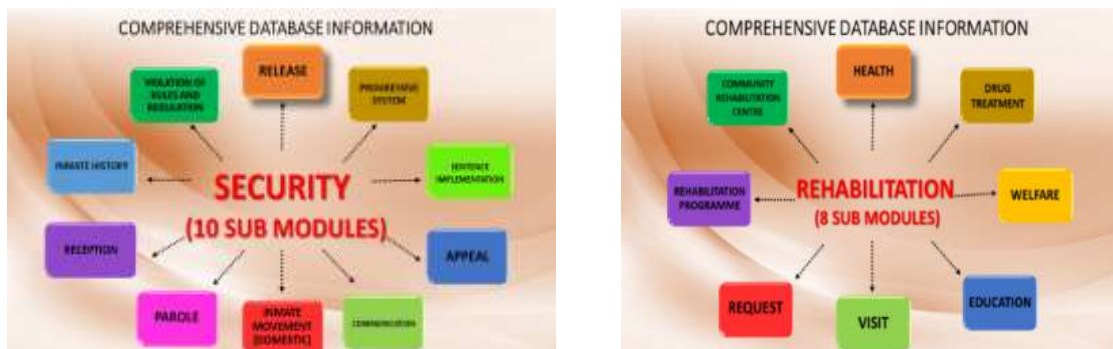 COMPREHENSIVE DATABASE INFORMATION
VIOLATION OF
RULES AND
REGULATION
RELEASE
PROGRESSIVE
SYSTEM
INMATE HISTORY
SECURITY
(10 SUB MODULES)
SENTENCE
IMPLEMENTATION
RECEPTION
APPEAL
PAROLE
INMATE
MOVEMENT
(DOMESTIC)
COMMUNICATION
COMPREHENSIVE DATABASE INFORMATION
COMMUNITY
REHABILITATION
CENTRE
HEALTH
DRUG
TREATMENT
REHABILITATION
PROGRAMME
REHABILITATION
(8 SUB MODULES)
WELFARE
REQUEST
VISIT
EDUCATION